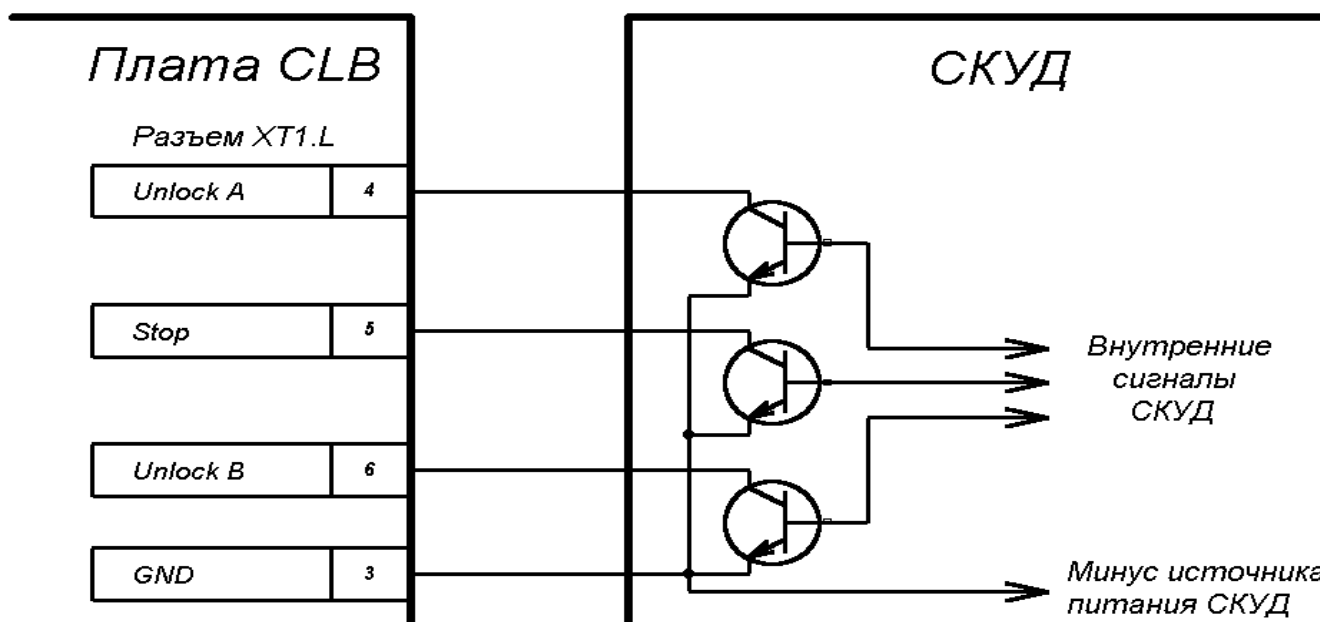 Плата CLB
СКУД
Разъем XT1.L
Unlock A 4
Stop 5
Unlock B 6
GND 3
Внутренние
сигналы
СКУД
Минус источника
питания СКУД